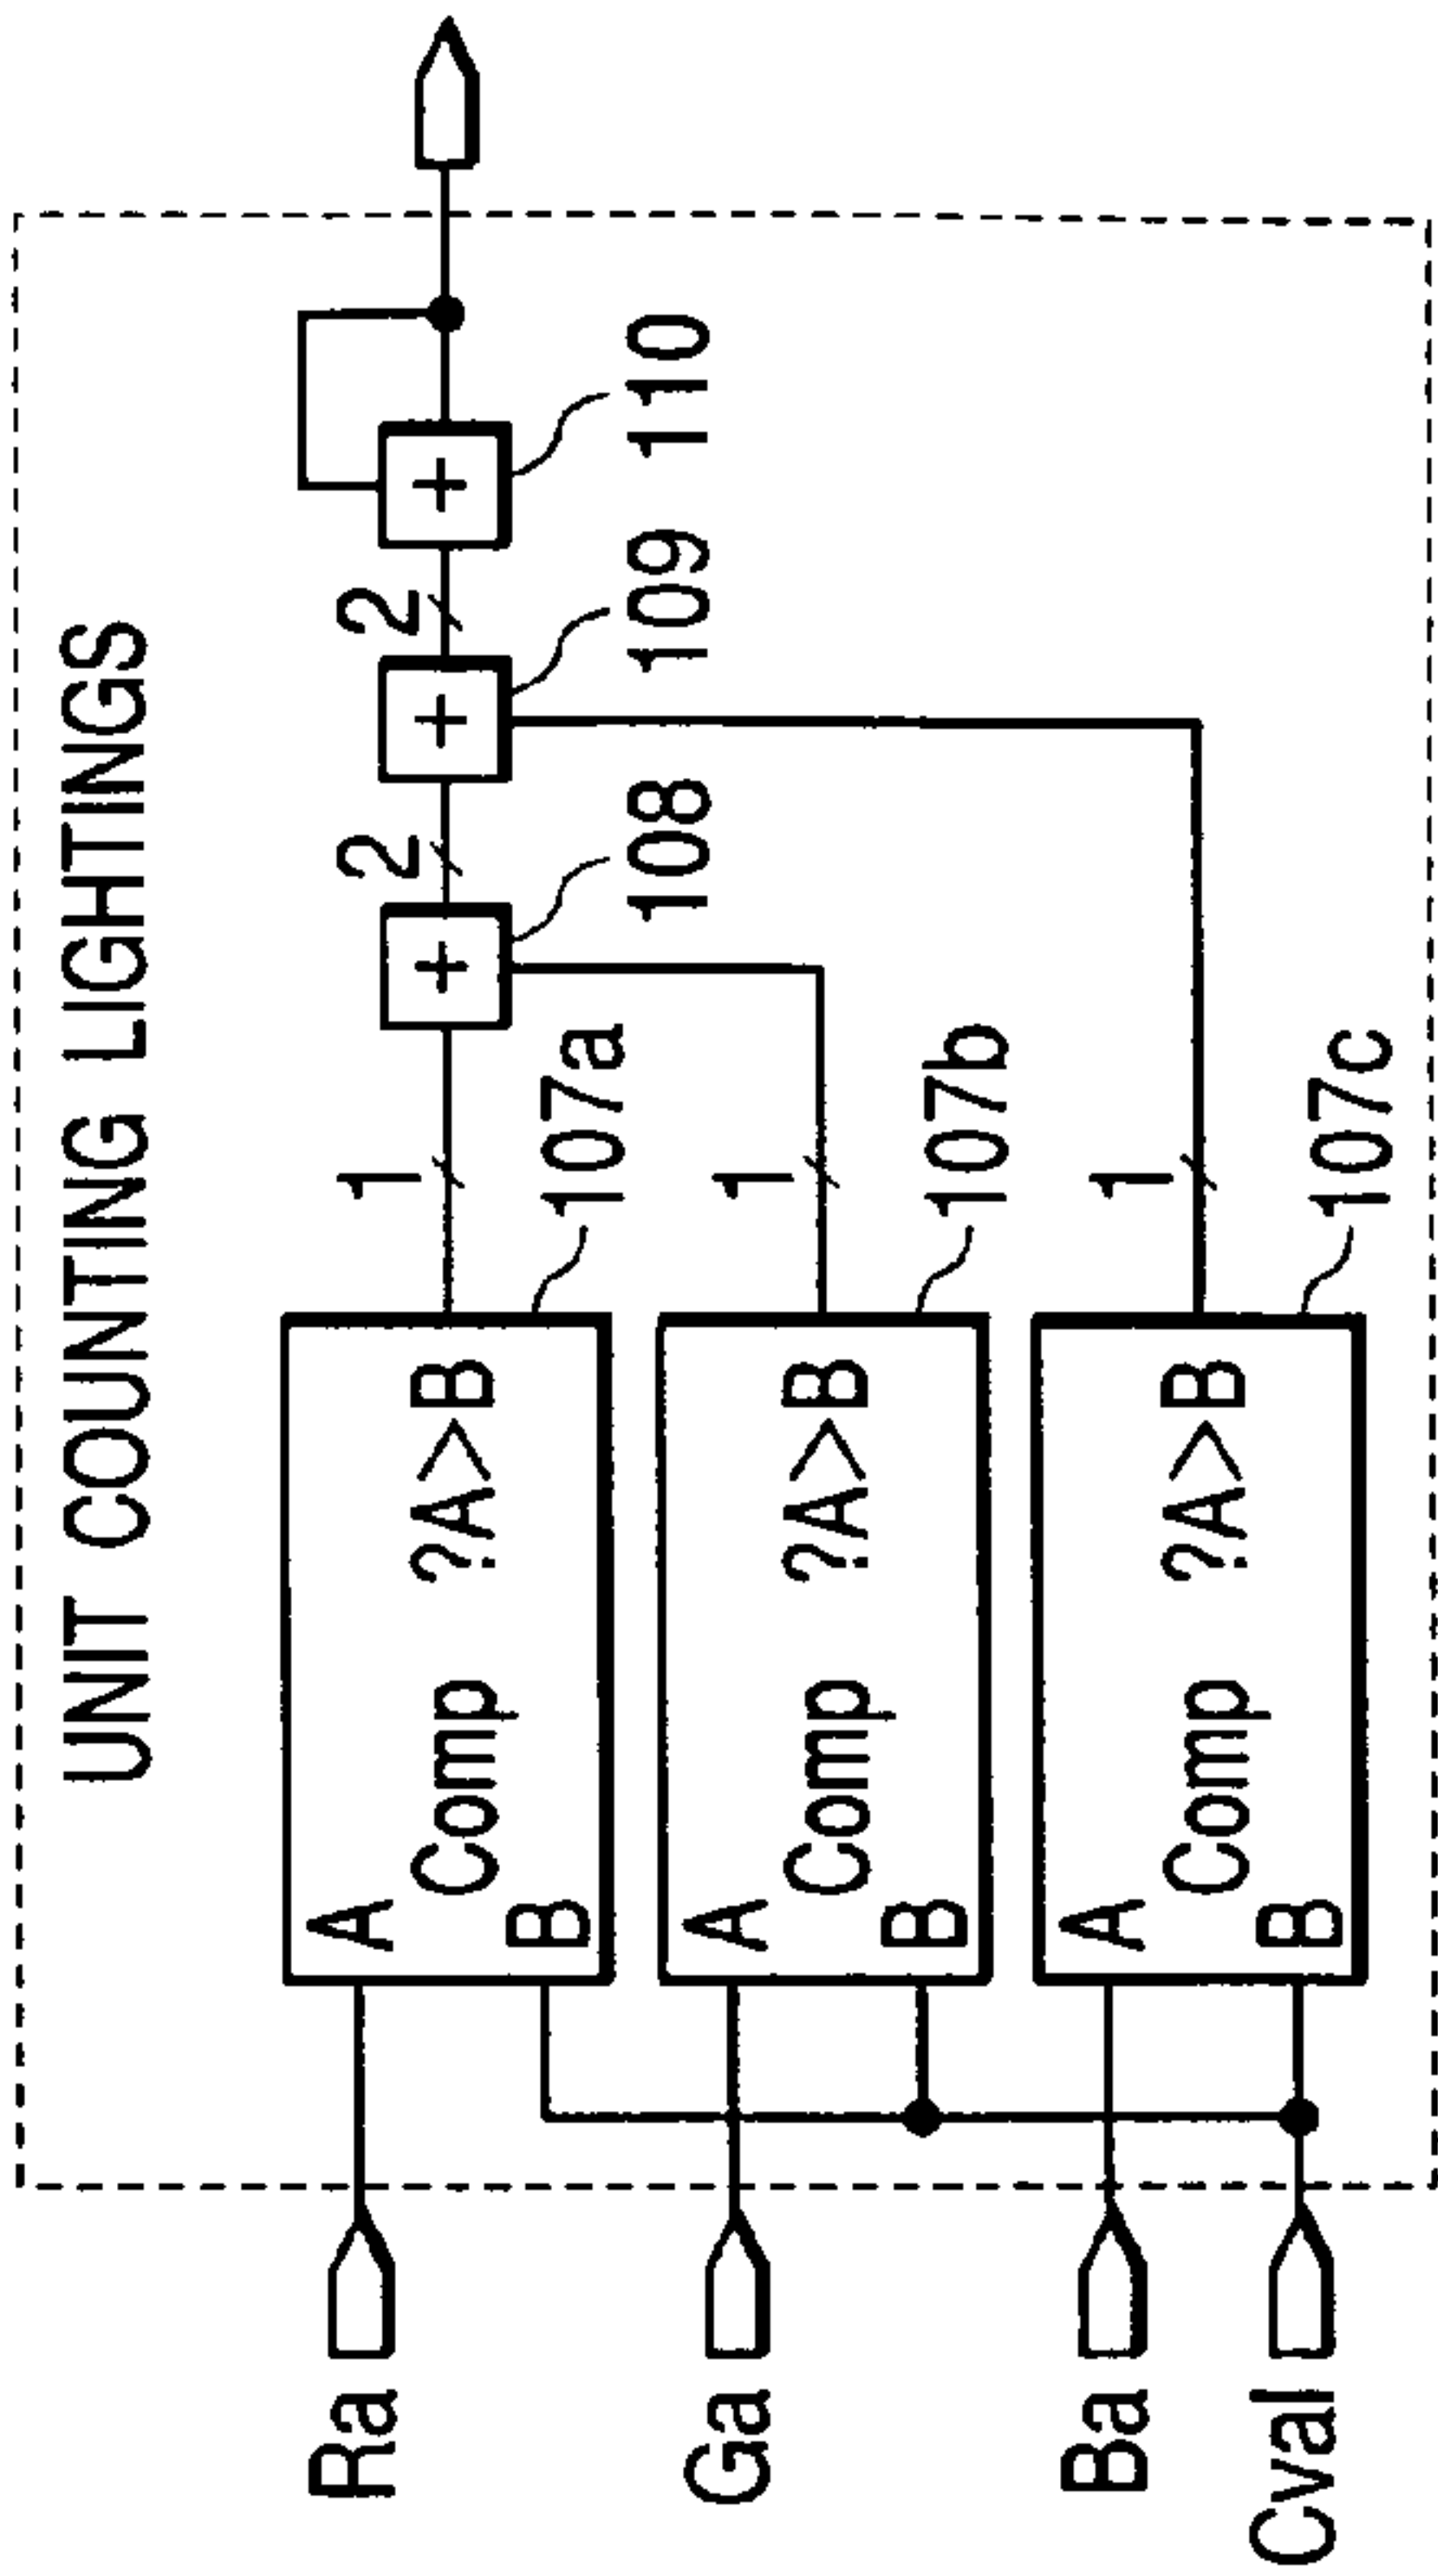 UNIT COUNTING LIGHTINGS
Ra
A
Comp ?A>B
B
107a
1
Ga
A
Comp ?A>B
B
107b
1
Ba
A
Comp ?A>B
B
107c
1
Cval
+
108
2
+
109
2
+
110